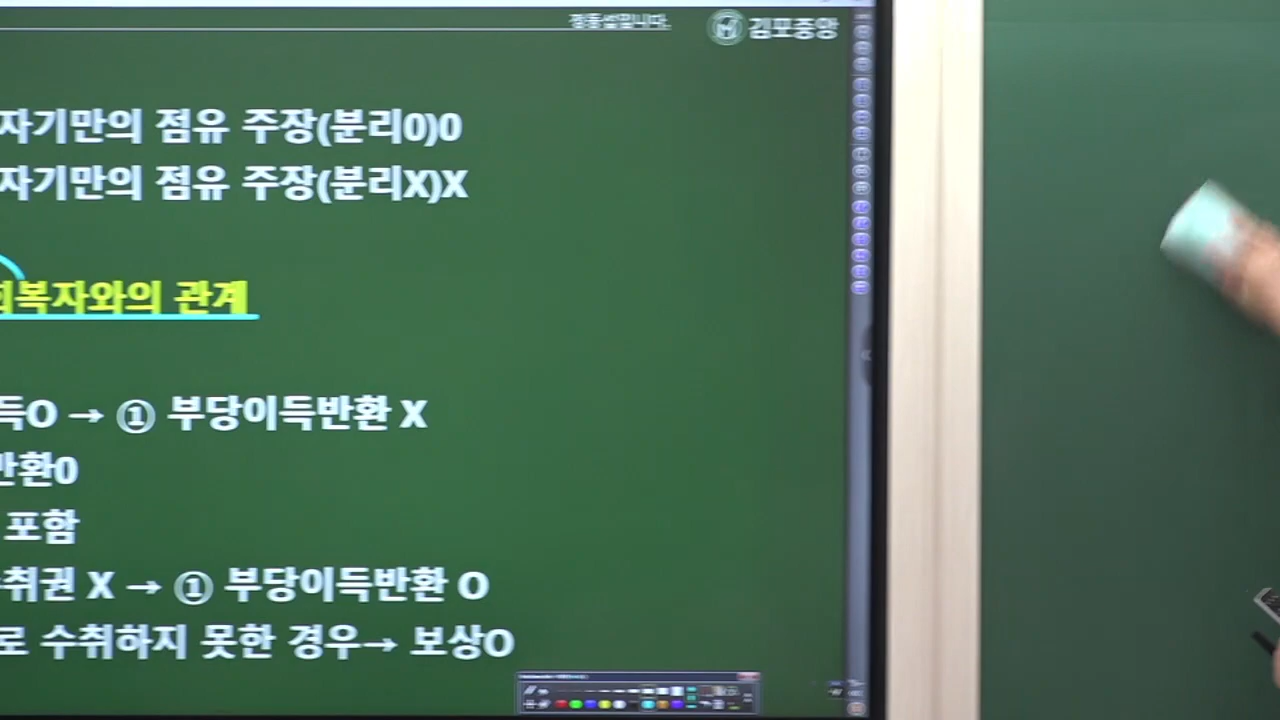 정동섭입니다.
김포중앙
자기만의 점유 주장(분리0)0
자기만의 점유 주장(분리X)X
회복자와의 관계
득O → ① 부당이득반환 X
반환0
포함
취권 X → ① 부당이득반환 O
로 수취하지 못한 경우→ 보상O